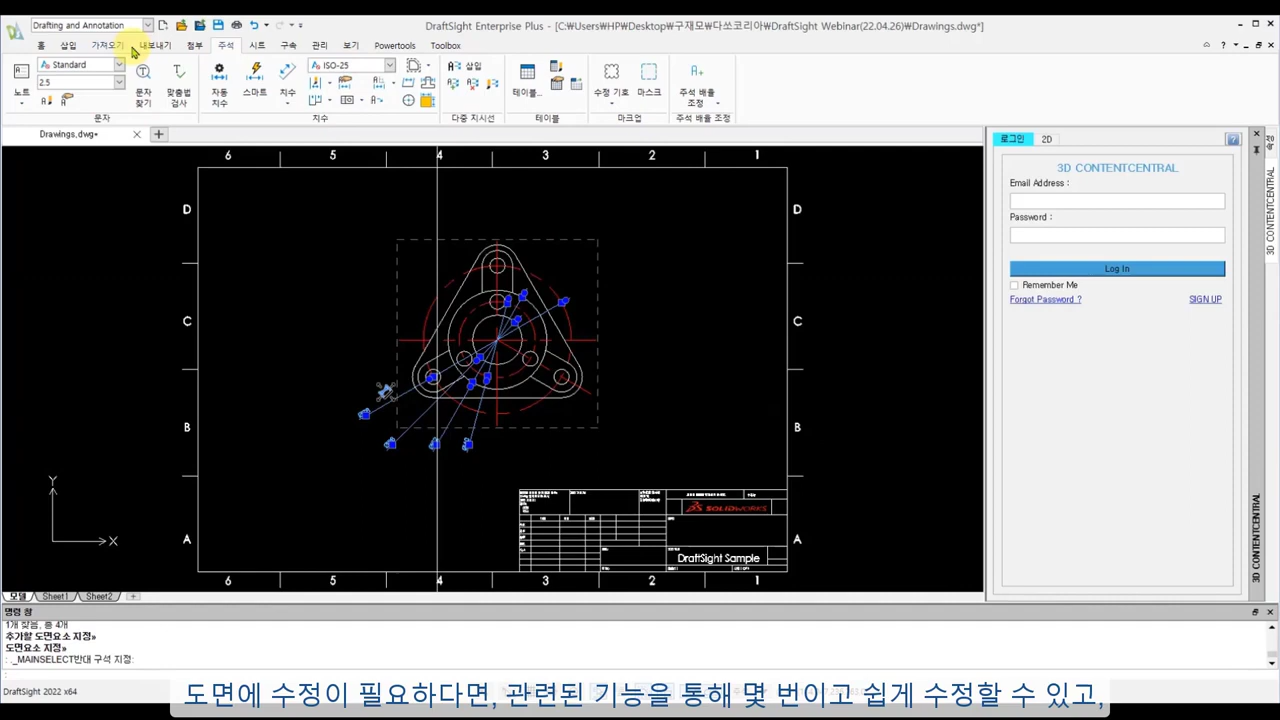 Drafting and Annotation
DraftSight Enterprise Plus - [C:₩Users₩HP₩Desktop₩구재모₩다쏘코리아₩DraftSight Webinar(22.04.26)₩Drawings.dwg*]
홈 삽입 가져오기 내보내기 첨부 주석 시트 구속 관리 보기 Powertools Toolbox
Standard
ISO-25
삽입
2.5
노트
문자 찾기
맞춤법 검사
자동 지수
스마트
지수
테이블...
수정 기호
마스크
주석 배율 조정
문자
지수
다중 지시선
테이블
마크업
주석 배율 조정
Drawings.dwg*
로그인 2D
3D CONTENTCENTRAL
Email Address :
Password :
Log In
Remember Me
Forgot Password ?
SIGN UP
3D CONTENTCENTRAL
3D CONTENTCENTRAL
6 5 4 3 2 1
D D
C C
B B
A A
6 5 4 3 2 1
Y
X
SOLIDWORKS
DraftSight Sample
모델 Sheet1 Sheet2
명령 창
1개 찾음, 총 4개
추가할 도면요소 지정»
도면요소 지정»
: ._MAINSELECT반대 구석 지정:
:
DraftSight 2022 x64
도면에 수정이 필요하다면, 관련된 기능을 통해 몇 번이고 쉽게 수정할 수 있고,